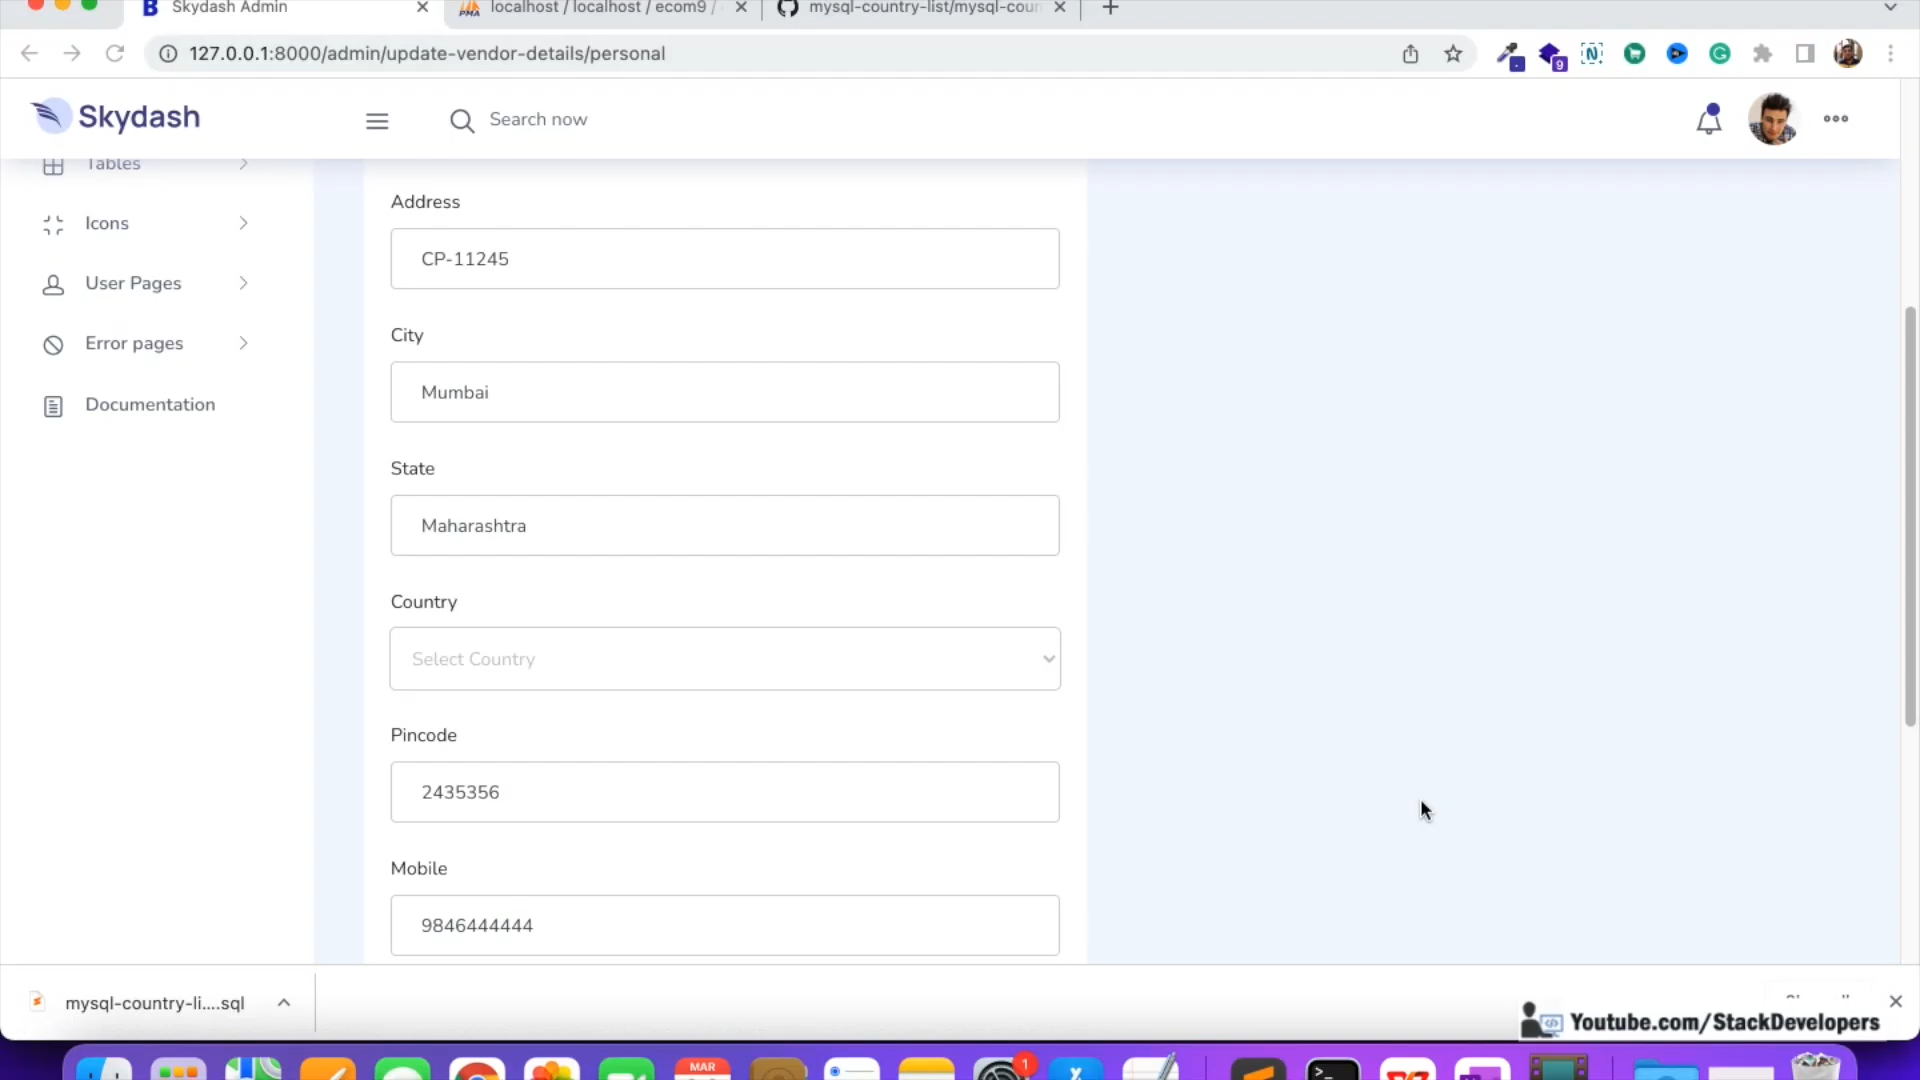 Skydash Admin
localhost / localhost / ecom9 /
mysql-country-list/mysql-coun
127.0.0.1:8000/admin/update-vendor-details/personal
9
Skydash
Search now
Tables
Icons
User Pages
Error pages
Documentation
Address
CP-11245
City
Mumbai
State
Maharashtra
Country
Select Country
Pincode
2435356
Mobile
9846444444
mysql-country-li....sql
Youtube.com/StackDevelopers
MAR
1